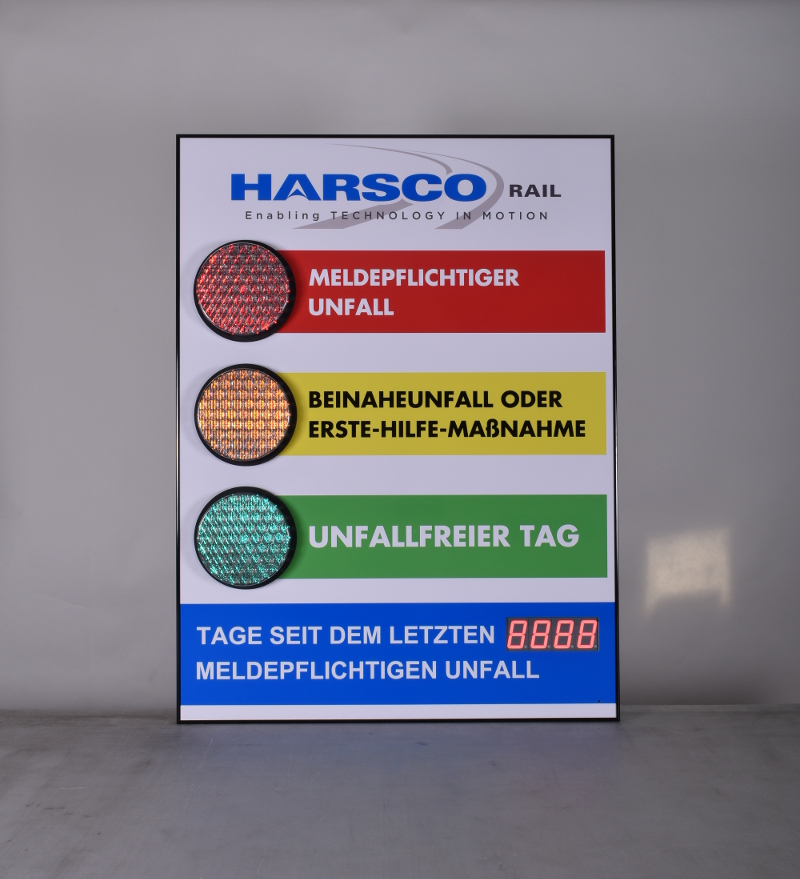 HARSCO RAIL
Enabling TECHNOLOGY IN MOTION
MELDEPFLICHTIGER
UNFALL
BEINAHEUNFALL ODER
ERSTE-HILFE-MAßNAHME
UNFALLFREIER TAG
TAGE SEIT DEM LETZTEN 8888
MELDEPFLICHTIGEN UNFALL